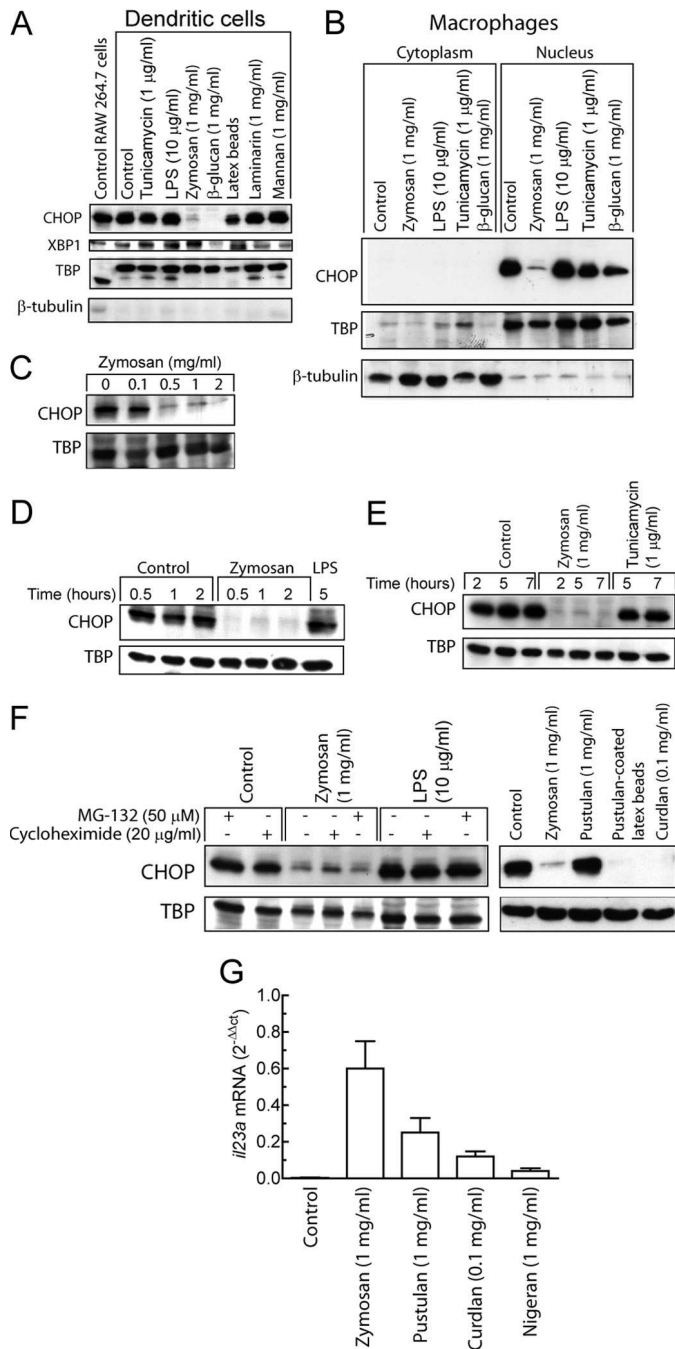 A
Dendritic cells
Control RAW 264.7 cells
Control
Tunicamycin (1 μg/ml)
LPS (10 μg/ml)
Zymosan (1 mg/ml)
β-glucan (1 mg/ml)
Latex beads
Laminarin (1 mg/ml)
Mannan (1 mg/ml)
CHOP
XBP1
TBP
β-tubulin
B
Macrophages
Cytoplasm Nucleus
Control
Zymosan (1 mg/ml)
LPS (10 μg/ml)
Tunicamycin (1 μg/ml)
β-glucan (1 mg/ml)
Control
Zymosan (1 mg/ml)
LPS (10 μg/ml)
Tunicamycin (1 μg/ml)
β-glucan (1 mg/ml)
CHOP
TBP
β-tubulin
C
Zymosan (mg/ml)
0 0.1 0.5 1 2
CHOP
TBP
D
Control Zymosan LPS
Time (hours) 0.5 1 2 0.5 1 2 5
CHOP
TBP
E
Control
Zymosan
(1 mg/ml)
Tunicamycin
(1 μg/ml)
Time (hours) 2 5 7 2 5 7 5 7
CHOP
TBP
F
Control
Zymosan
(1 mg/ml)
LPS
(10 μg/ml)
MG-132 (50 μM) + - - - + - - +
Cycloheximide (20 μg/ml) - + - + - - + -
CHOP
TBP
Control
Zymosan (1 mg/ml)
Pustulan (1 mg/ml)
Pustulan-coated
latex beads
Curdlan (0.1 mg/ml)
G
il23a mRNA (2-ΔΔct)
1.0
0.8
0.6
0.4
0.2
0.0
Control
Zymosan (1 mg/ml)
Pustulan (1 mg/ml)
Curdlan (0.1 mg/ml)
Nigeran (1 mg/ml)